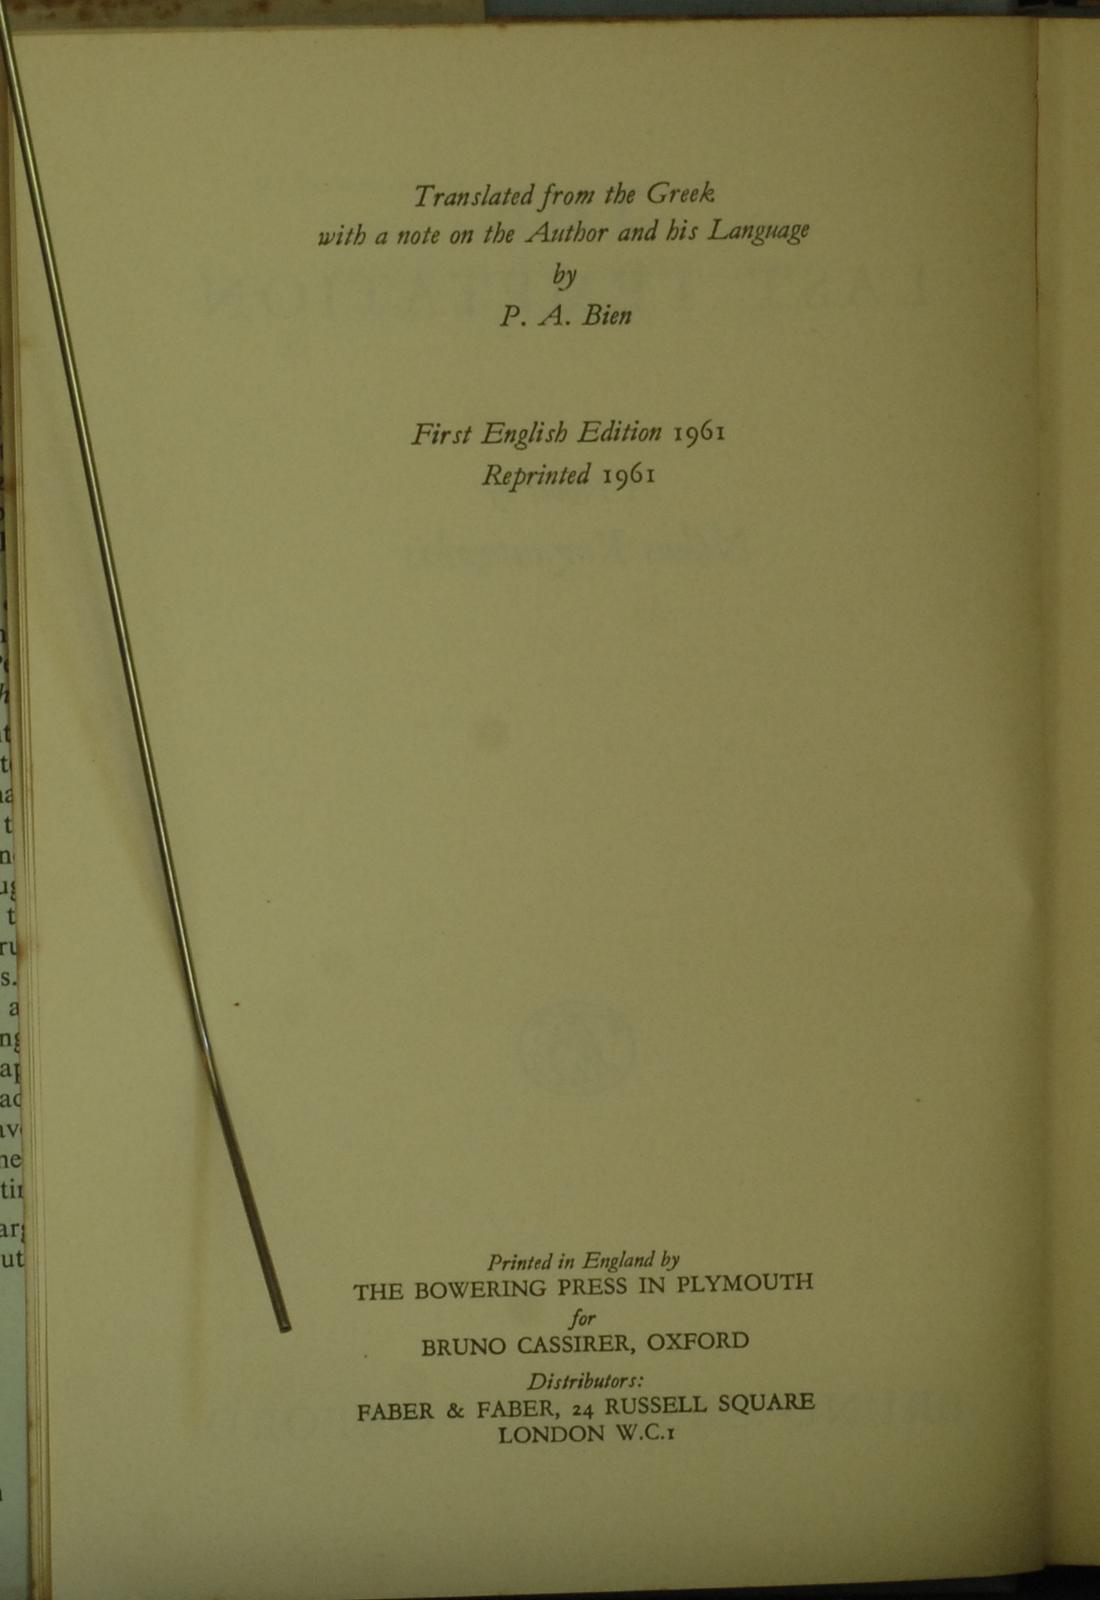 Translated from the Greek
with a note on the Author and his Language
by
P. A. Bien
First English Edition 1961
Reprinted 1961
Printed in England by
THE BOWERING PRESS IN PLYMOUTH
for
BRUNO CASSIRER, OXFORD
Distributors:
FABER & FABER, 24 RUSSELL SQUARE
LONDON W.C.1